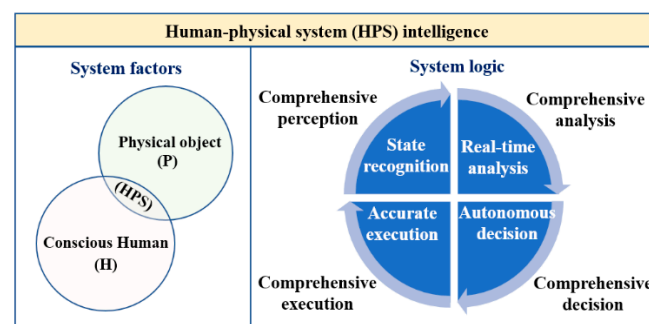 Human-physical system (HPS) intelligence
System factors
Physical object
(P)
(HPS)
Conscious Human
(H)
System logic
Comprehensive
perception
Comprehensive
analysis
State
recognition
Real-time
analysis
Accurate
execution
Autonomous
decision
Comprehensive
execution
Comprehensive
decision